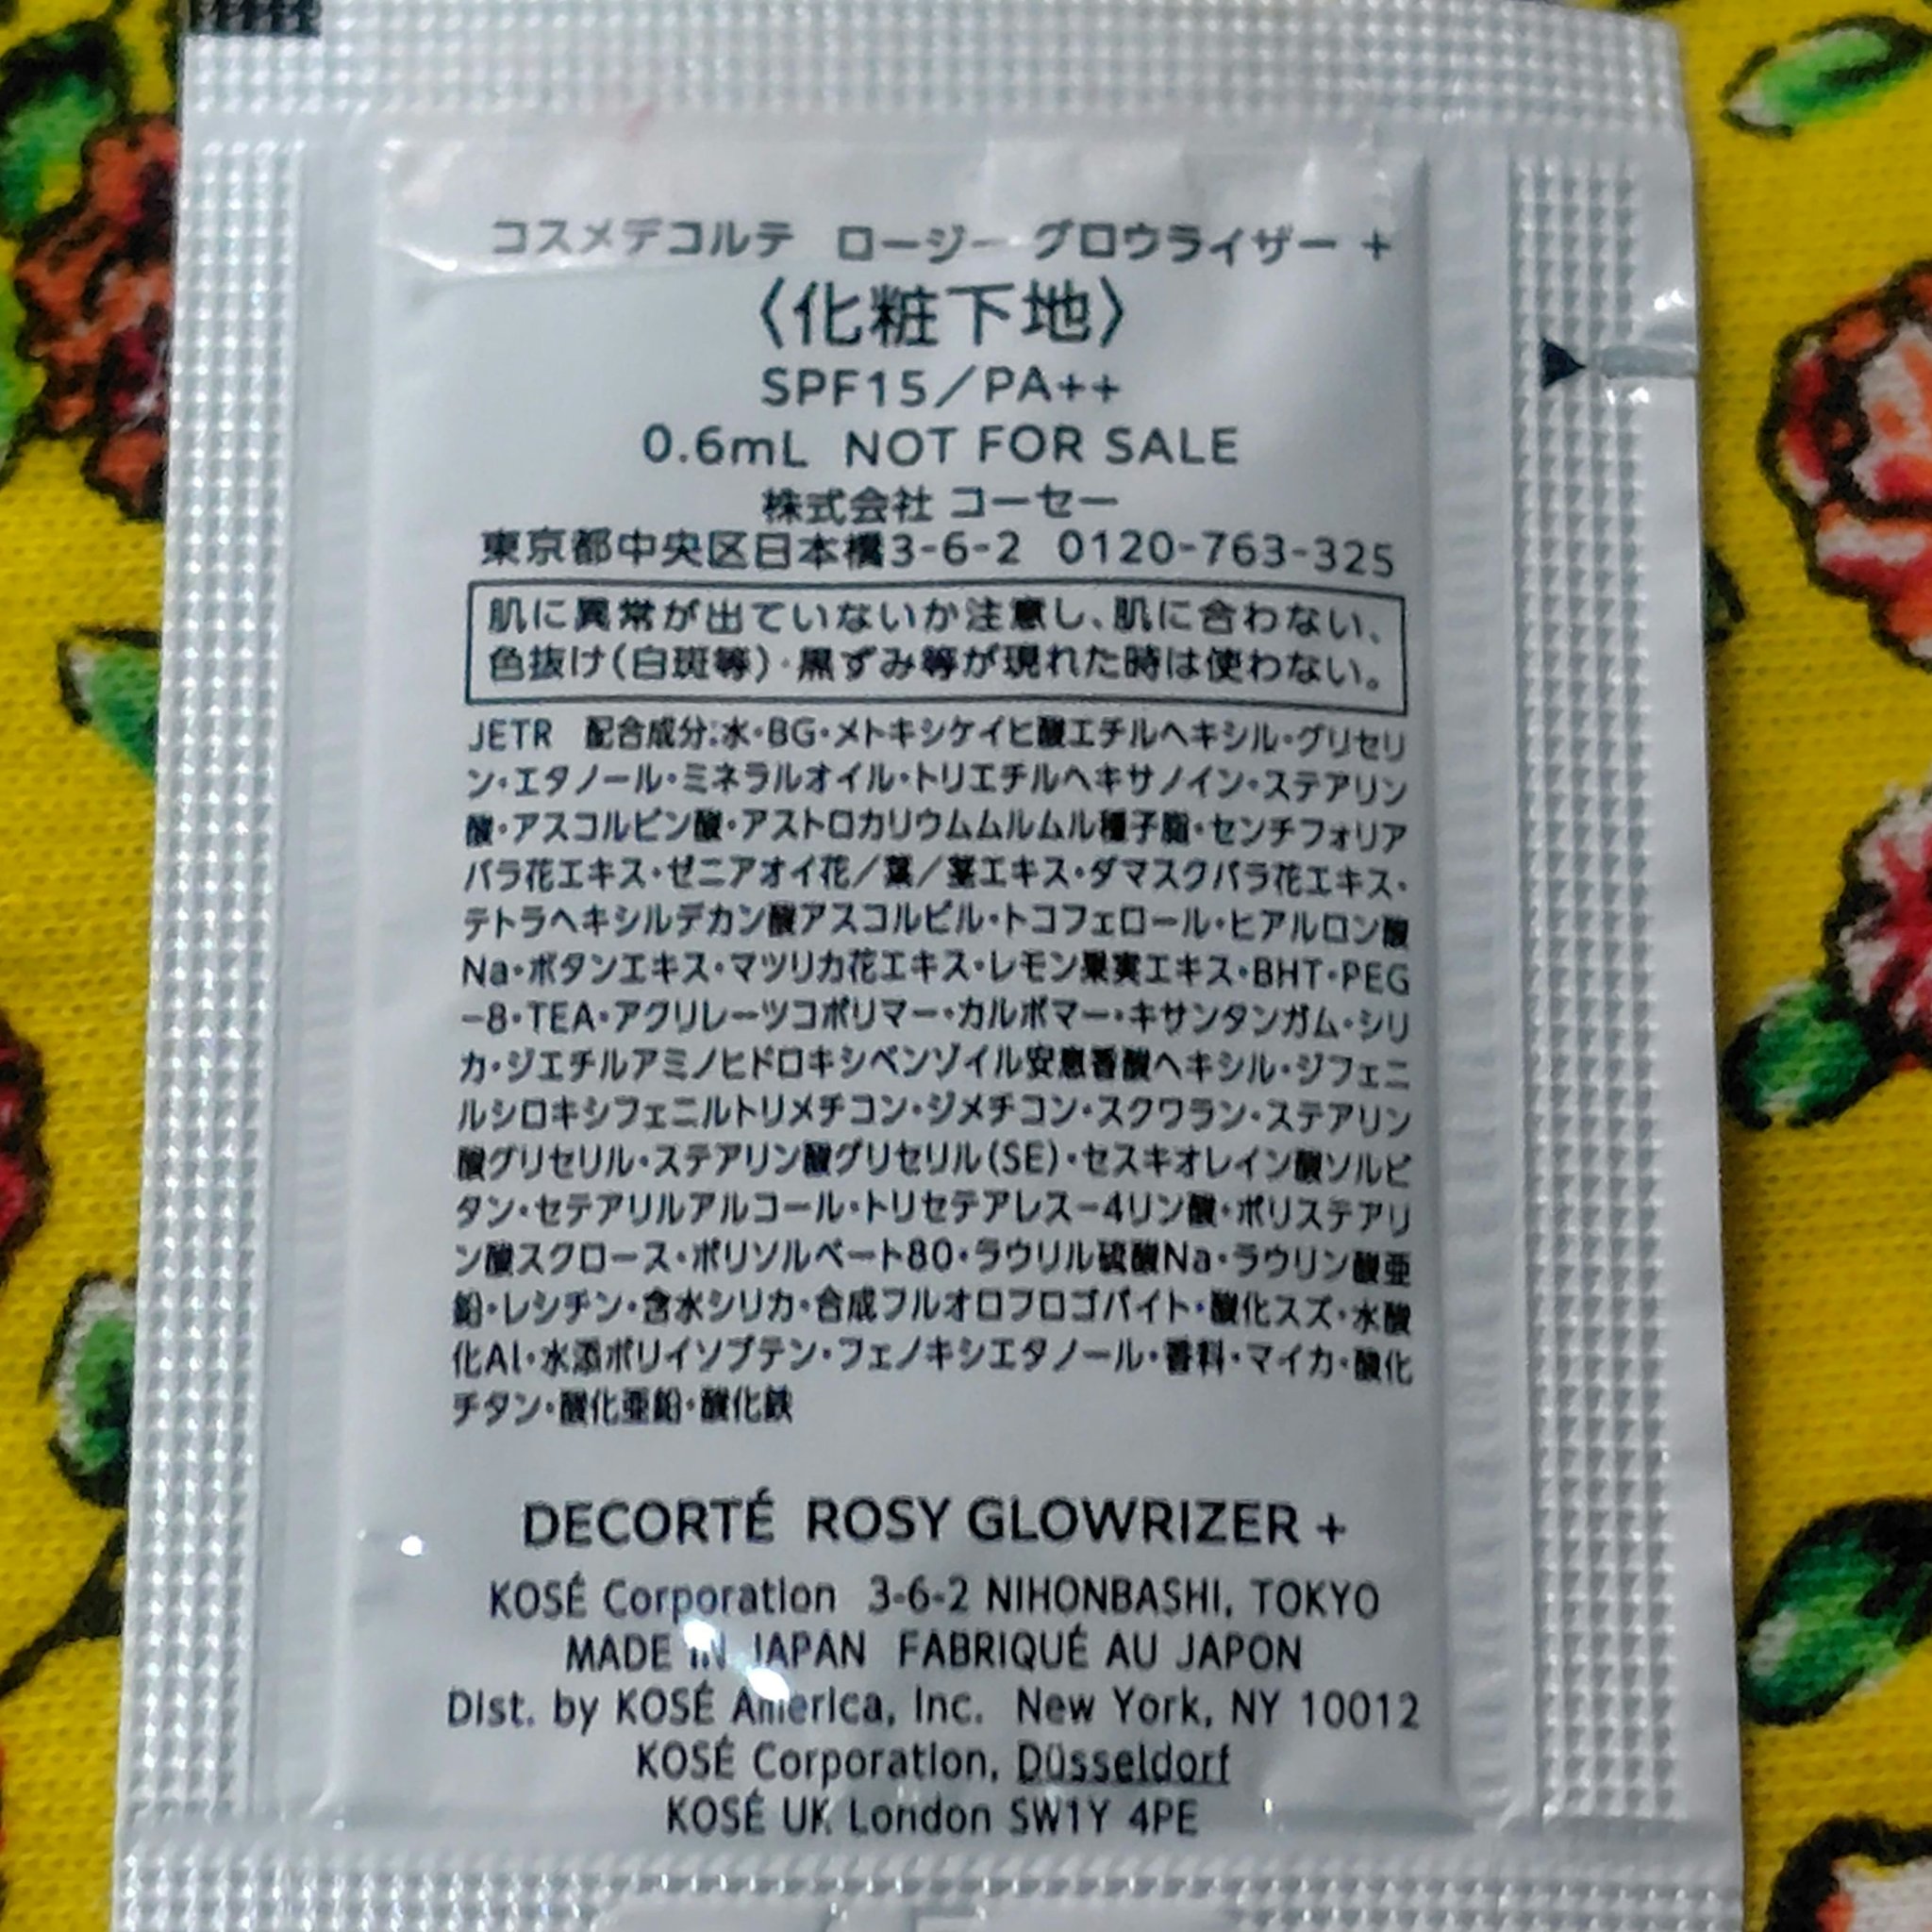 コスメデコルテ ロージー グロウライザー +
〈化粧下地〉
SPF15／PA++
0.6mL NOT FOR SALE
株式会社 コーセー
東京都中央区日本橋3-6-2 0120-763-325
肌に異常が出ていないか注意し、肌に合わない、
色抜け(白斑等)・黒ずみ等が現れた時は使わない。
JETR 配合成分:水・BG・メトキシケイヒ酸エチルヘキシル・グリセリ
ン・エタノール・ミネラルオイル・トリエチルヘキサノイン・ステアリン
酸・アスコルビン酸・アストロカリウムムルムル種子脂・センチフォリア
バラ花エキス・ゼニアオイ花／葉／茎エキス・ダマスクバラ花エキス・
テトラヘキシルデカン酸アスコルビル・トコフェロール・ヒアルロン酸
Na・ボタンエキス・マツリカ花エキス・レモン果実エキス・BHT・PEG
-8・TEA・アクリレーツコポリマー・カルボマー・キサンタンガム・シリ
カ・ジエチルアミノヒドロキシベンゾイル安息香酸ヘキシル・ジフェニ
ルシロキシフェニルトリメチコン・ジメチコン・スクワラン・ステアリン
酸グリセリル・ステアリン酸グリセリル(SE)・セスキオレイン酸ソルビ
タン・セテアリルアルコール・トリセテアレス-4リン酸・ポリステアリ
ン酸スクロース・ポリソルベート80・ラウリル硫酸Na・ラウリン酸亜
鉛・レシチン・含水シリカ・合成フルオロフロゴパイト・酸化スズ・水酸
化Al・水添ポリイソブテン・フェノキシエタノール・香料・マイカ・酸化
チタン・酸化亜鉛・酸化鉄
DECORTÉ ROSY GLOWRIZER +
KOSÉ Corporation 3-6-2 NIHONBASHI, TOKYO
MADE IN JAPAN FABRIQUÉ AU JAPON
Dist. by KOSÉ America, Inc. New York, NY 10012
KOSÉ Corporation, Düsseldorf
KOSÉ UK London SW1Y 4PE